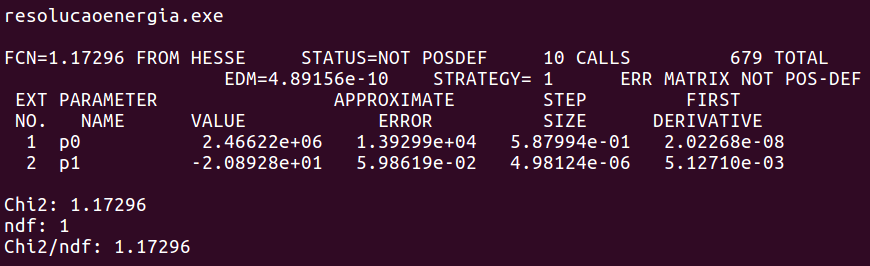 resolucaoenergia.exe
FCN=1.17296 FROM HESSE     STATUS=NOT POSDEF     10 CALLS         679 TOTAL
                     EDM=4.89156e-10    STRATEGY= 1      ERR MATRIX NOT POS-DEF
 EXT PARAMETER                APPROXIMATE        STEP         FIRST
 NO.   NAME      VALUE            ERROR          SIZE      DERIVATIVE
  1  p0           2.46622e+06   1.39299e+04   5.87994e-01   2.02268e-08
  2  p1          -2.08928e+01   5.98619e-02   4.98124e-06   5.12710e-03
Chi2: 1.17296
ndf: 1
Chi2/ndf: 1.17296